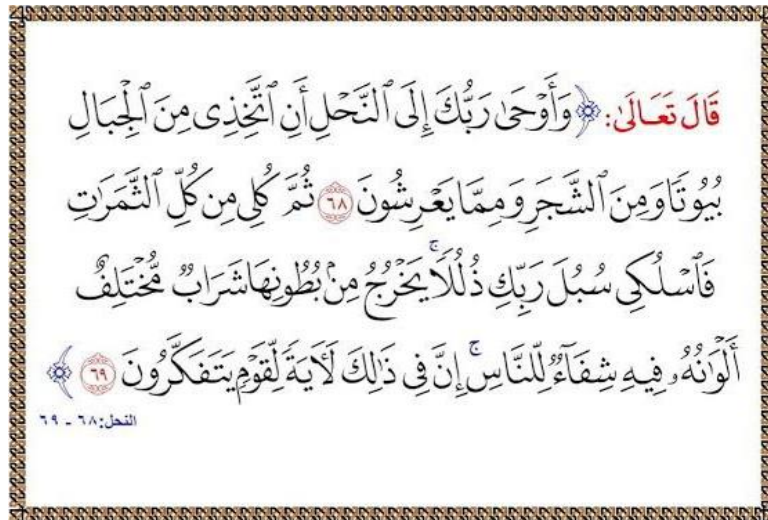 قَالَ تَعَالَىٰ: ﴿وَأَوْحَىٰ رَبُّكَ إِلَى ٱلنَّحْلِ أَنِ ٱتَّخِذِى مِنَ ٱلْجِبَالِ
بُيُوتًا وَمِنَ ٱلشَّجَرِ وَمِمَّا يَعْرِشُونَ ٦٨ ثُمَّ كُلِى مِن كُلِّ ٱلثَّمَرَٰتِ
فَٱسْلُكِى سُبُلَ رَبِّكِ ذُلُلًا ۚ يَخْرُجُ مِنۢ بُطُونِهَا شَرَابٌ مُّخْتَلِفٌ
أَلْوَٰنُهُۥ فِيهِ شِفَآءٌ لِّلنَّاسِ ۚ إِنَّ فِى ذَٰلِكَ لَـَٔايَةً لِّقَوْمٍ يَتَفَكَّرُونَ ٦٩﴾
النحل: ٦٨ - ٦٩